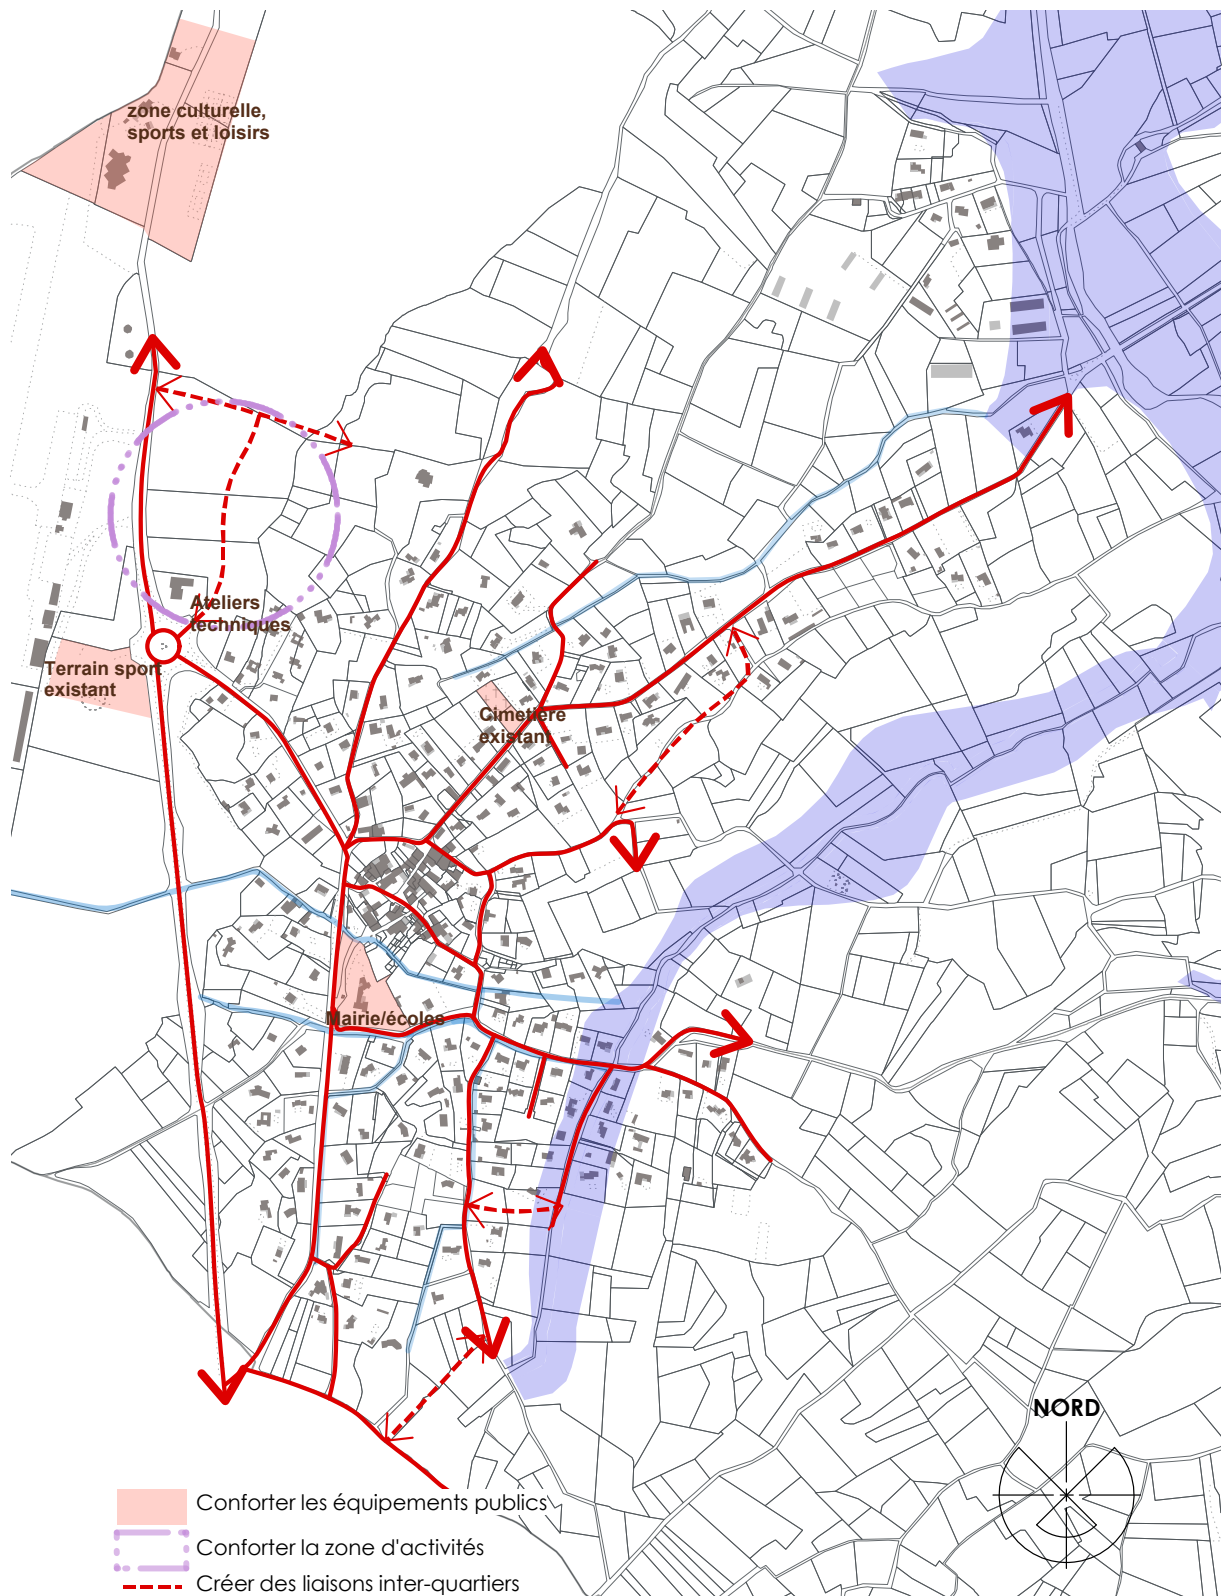 zone culturelle,
sports et loisirs
Ateliers
techniques
Terrain sport
existant
Cimetière
existant
Mairie/écoles
NORD
Conforter les équipements publics
Conforter la zone d'activités
Créer des liaisons inter-quartiers